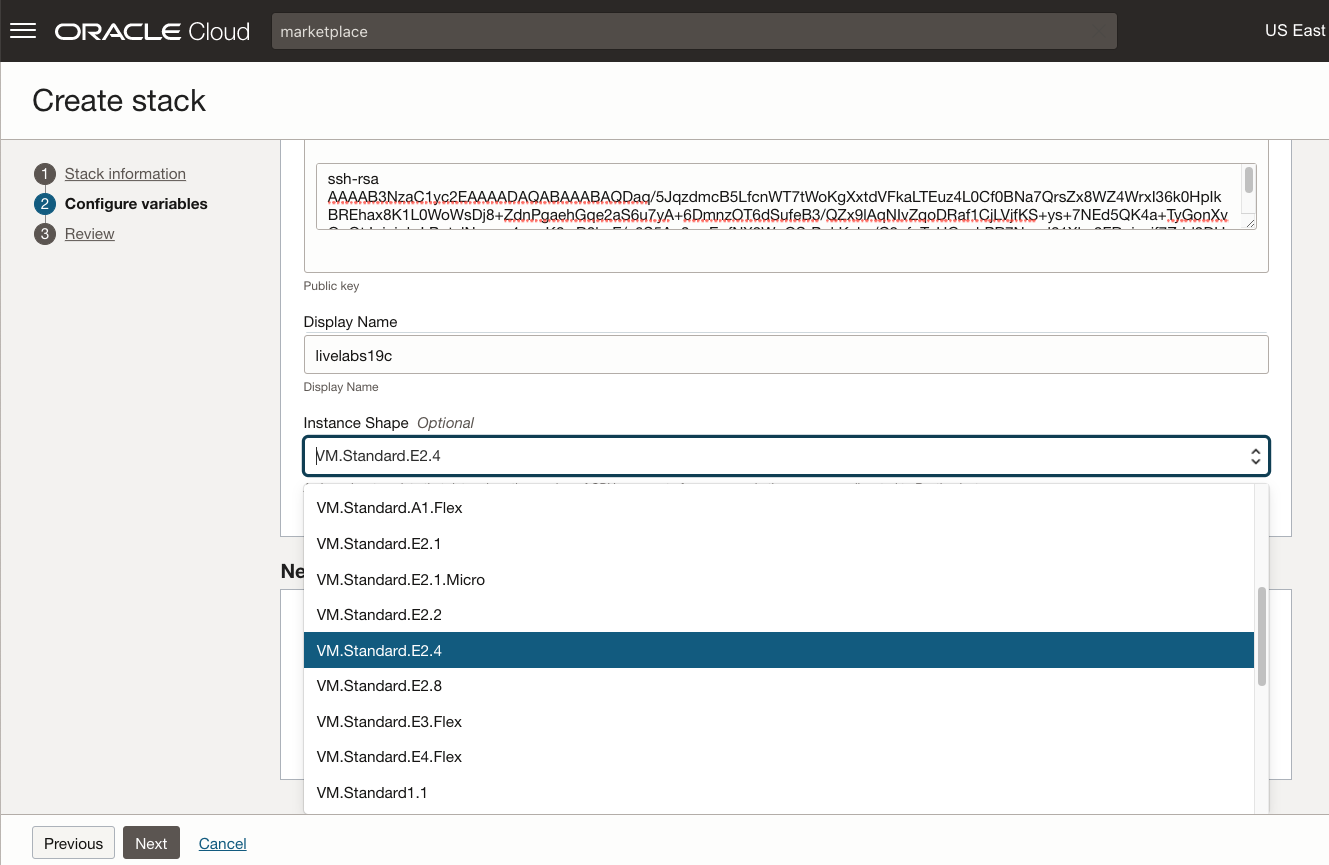 ORACLE Cloud
marketplace
US East
Create stack
1 Stack information
2 Configure variables
3 Review
ssh-rsa
AAAAB3NzaC1yc2EAAAADAQABAAABAQDaq/5JqzdmcB5LfcnWT7tWoKgXxtdVFkaLTEuz4L0Cf0BNa7QrsZx8WZ4WrxI36k0HpIk
BREhax8K1L0WoWsDj8+ZdnPgaehGqe2aS6u7yA+6DmnzOT6dSufeB3/QZx9lAqNIvZqoDRaf1CjLVjfKS+ys+7NEd5QK4a+TyGonXv
Public key
Display Name
livelabs19c
Display Name
Instance Shape Optional
VM.Standard.E2.4
VM.Standard.A1.Flex
VM.Standard.E2.1
VM.Standard.E2.1.Micro
VM.Standard.E2.2
VM.Standard.E2.4
VM.Standard.E2.8
VM.Standard.E3.Flex
VM.Standard.E4.Flex
VM.Standard1.1
Ne
Previous
Next
Cancel